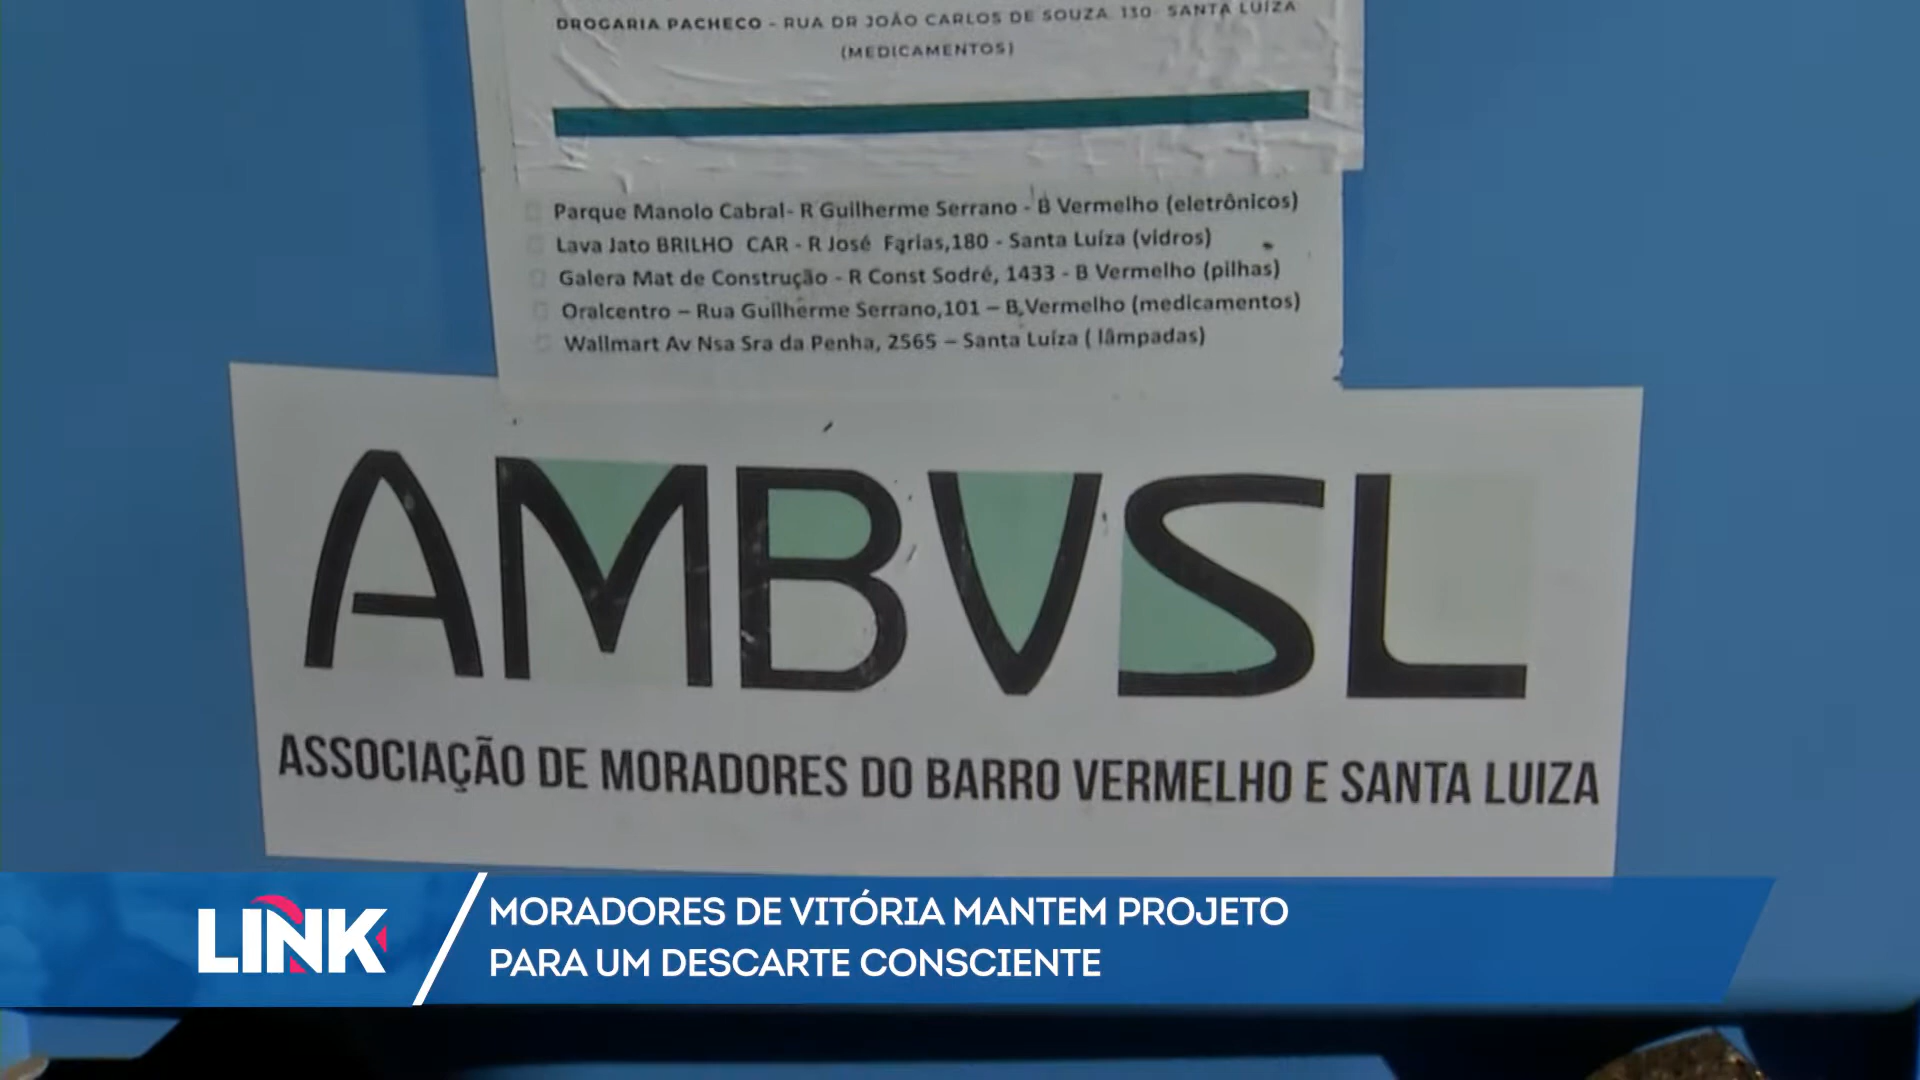 DROGARIA PACHECO - RUA DR JOÃO CARLOS DE SOUZA, 130- SANTA LUIZA
(MEDICAMENTOS)
Parque Manolo Cabral- R Guilherme Serrano - B Vermelho (eletrônicos)
Lava Jato BRILHO CAR - R José Farias,180 - Santa Luíza (vidros)
Galera Mat de Construção - R Const Sodré, 1433 - B Vermelho (pilhas)
Oralcentro – Rua Guilherme Serrano,101 – B,Vermelho (medicamentos)
Wallmart Av Nsa Sra da Penha, 2565 – Santa Luíza ( lâmpadas)
AMBVSL
ASSOCIAÇÃO DE MORADORES DO BARRO VERMELHO E SANTA LUIZA
LINK
MORADORES DE VITÓRIA MANTEM PROJETO
PARA UM DESCARTE CONSCIENTE